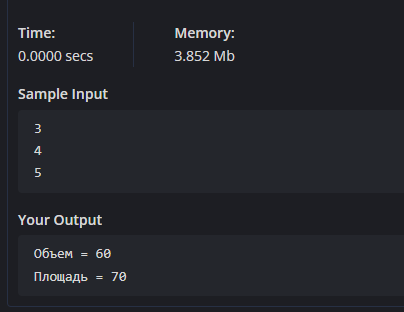 Time:
Memory:
0.0000 secs
3.852 Mb
Sample Input
3
4
5
Your Output
Объем = 60
Площадь = 70